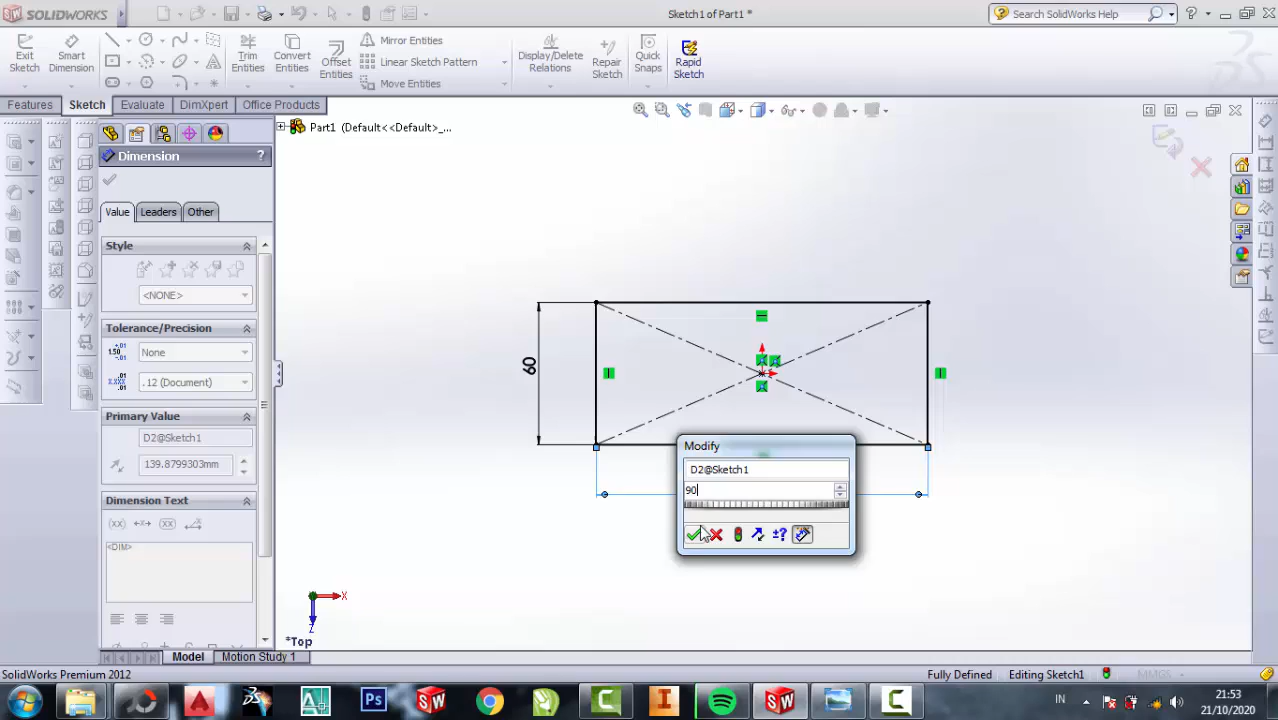 SOLIDWORKS
Sketch1 of Part1 *
Search SolidWorks Help
Exit Sketch
Smart Dimension
Trim Entities
Convert Entities
Offset Entities
Mirror Entities
Linear Sketch Pattern
Move Entities
Display/Delete Relations
Repair Sketch
Quick Snaps
Rapid Sketch
Features
Sketch
Evaluate
DimXpert
Office Products
Part1 (Default<<Default>_...
Dimension
?
Value
Leaders
Other
Style
<NONE>
Tolerance/Precision
None
.12 (Document)
Primary Value
D2@Sketch1
139.8799303mm
Dimension Text
<DIM>
60
Modify
D2@Sketch1
90
X
Z
*Top
Model
Motion Study 1
SolidWorks Premium 2012
Fully Defined
Editing Sketch1
MMGS
IN
21:53
21/10/2020